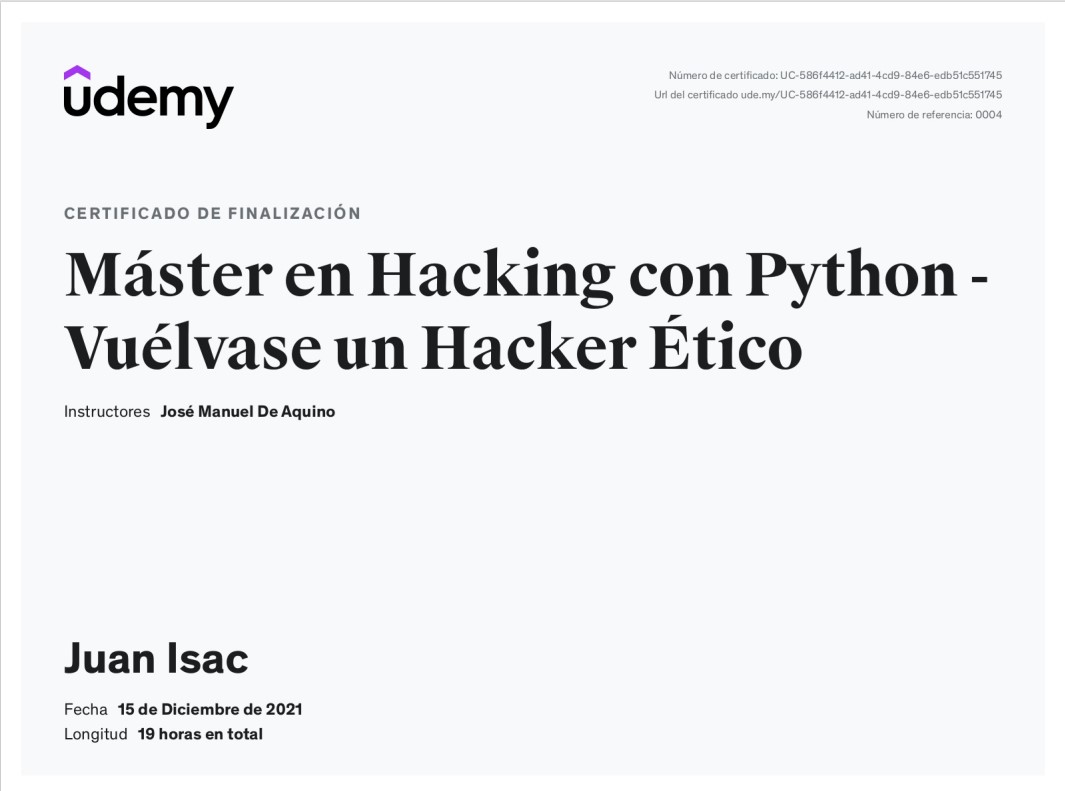 udemy
Número de certificado: UC-586f4412-ad41-4cd9-84e6-edb51c551745
Url del certificado ude.my/UC-586f4412-ad41-4cd9-84e6-edb51c551745
Número de referencia: 0004
CERTIFICADO DE FINALIZACIÓN
Máster en Hacking con Python -
Vuélvase un Hacker Ético
Instructores José Manuel De Aquino
Juan Isac
Fecha 15 de Diciembre de 2021
Longitud 19 horas en total